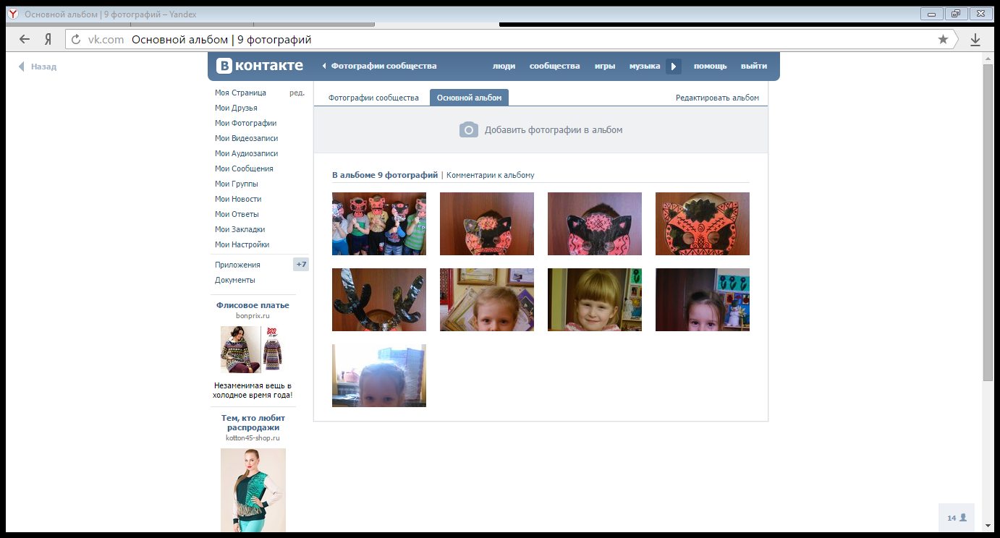 Основной альбом | 9 фотографий – Yandex
Я vk.com Основной альбом | 9 фотографий
Назад
В контакте Фотографии сообщества люди сообщества игры музыка помощь выйти
Моя Страница ред.
Мои Друзья
Мои Фотографии
Мои Видеозаписи
Мои Аудиозаписи
Мои Сообщения
Мои Группы
Мои Новости
Мои Ответы
Мои Закладки
Мои Настройки
Приложения +7
Документы
Флисовое платье
bonprix.ru
Незаменимая вещь в
холодное время года!
Тем, кто любит
распродажи
kotton45-shop.ru
Фотографии сообщества Основной альбом Редактировать альбом
Добавить фотографии в альбом
В альбоме 9 фотографий | Комментарии к альбому
14